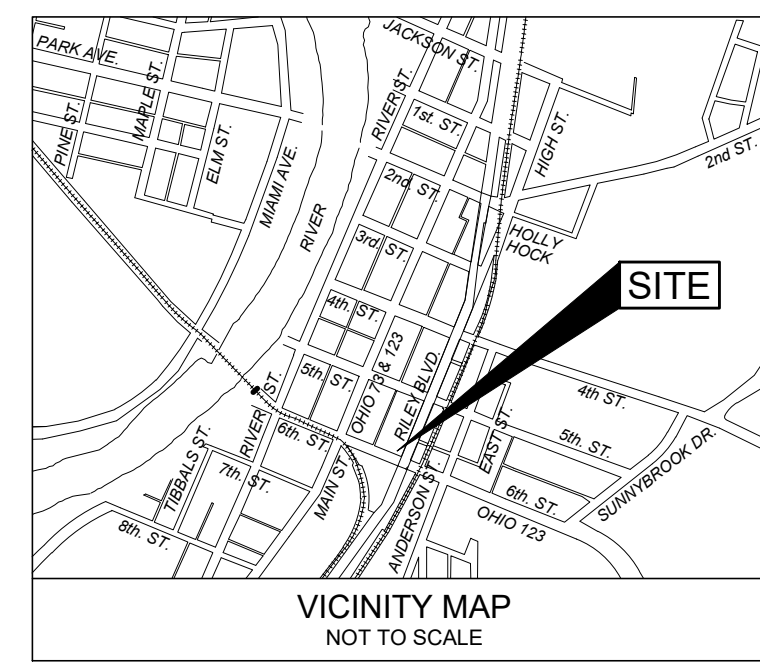 JACKSON ST.
PARK AVE.
MAPLE ST.
PINE ST.
ELM ST.
MIAMI AVE.
RIVER ST.
1st. ST.
HIGH ST.
2nd ST.
2nd. ST.
RIVER
HOLLY
HOCK
3rd. ST.
SITE
4th. ST.
OHIO 73 & 123
RILEY BLVD.
5th. ST.
4th ST.
RIVER ST.
6th. ST.
EAST ST.
5th. ST.
SUNNYBROOK DR.
TIBBALS ST.
7th. ST.
MAIN ST.
ANDERSON S
6th. ST.
OHIO 123
8th. ST.
VICINITY MAP
NOT TO SCALE